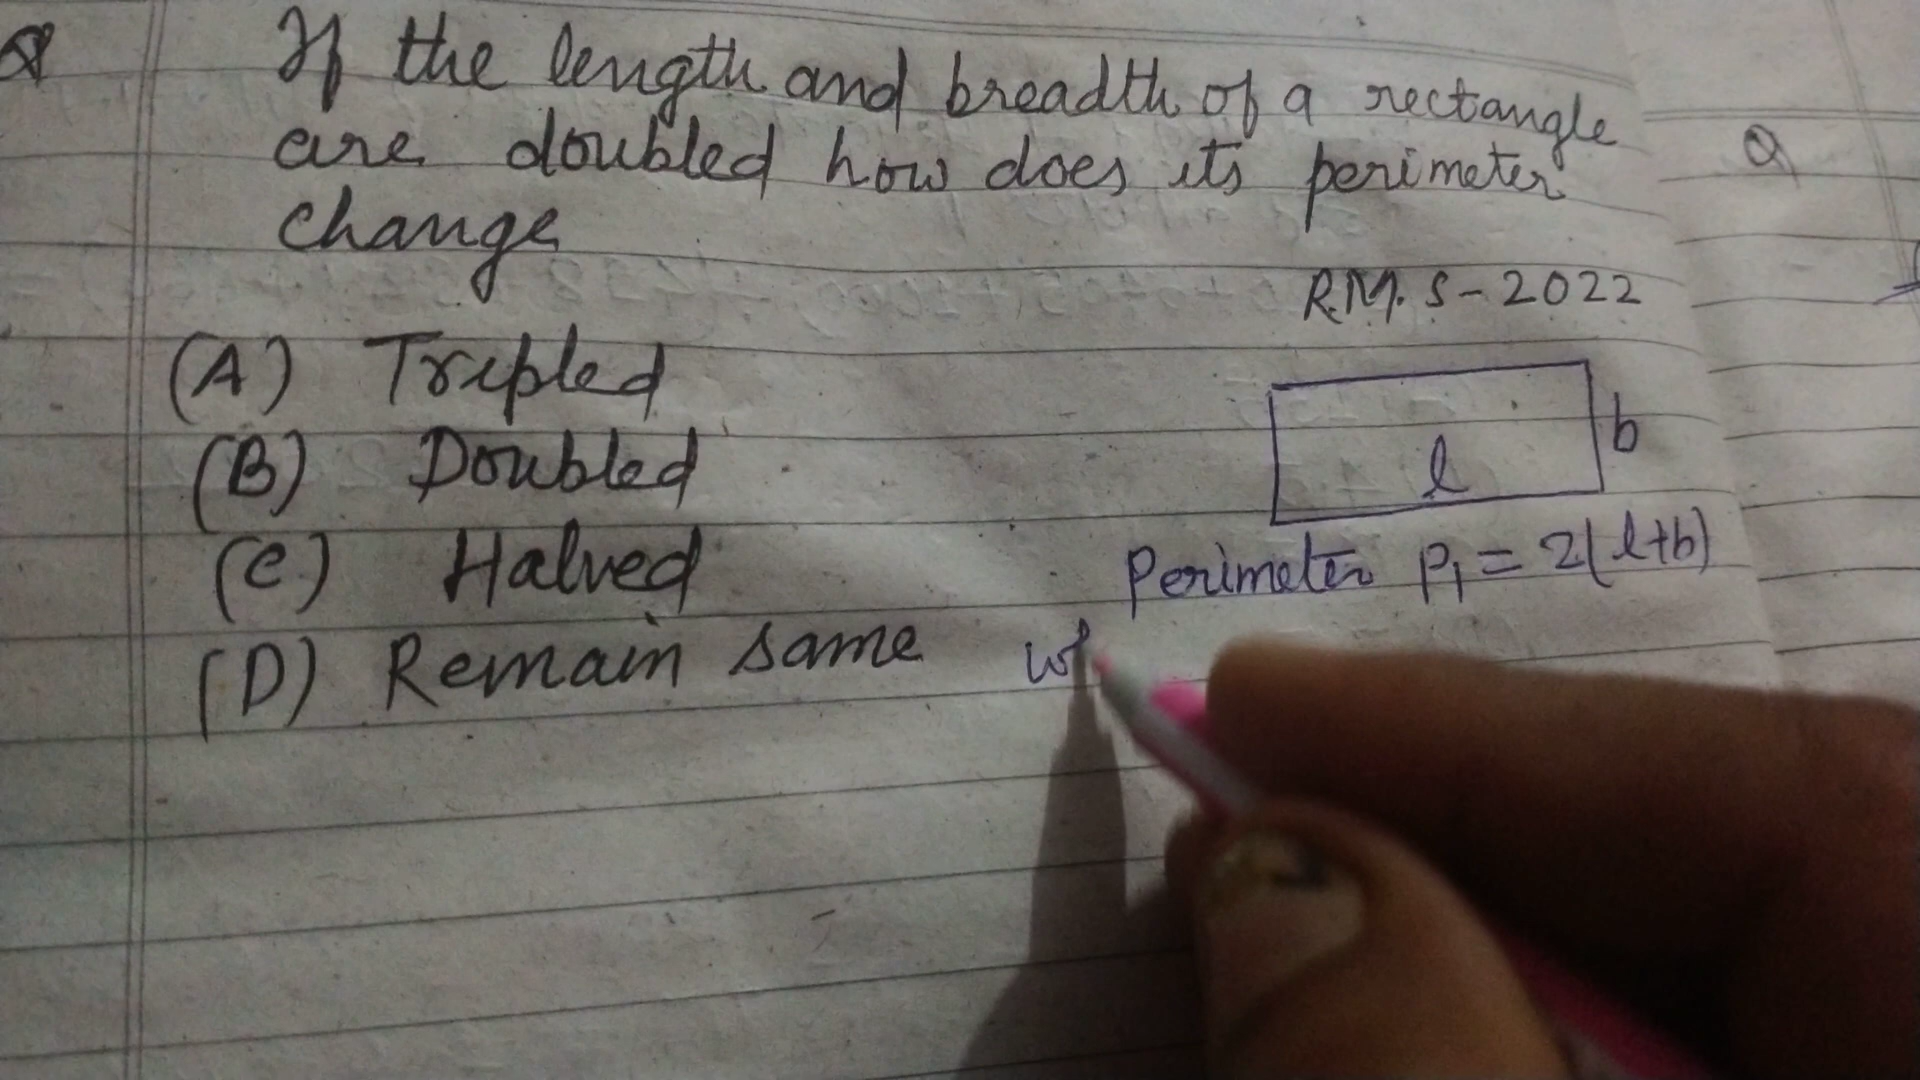 Q If the length and breadth of a rectangle
are doubled how does its perimeter
change
R.M.S-2022
(A) Tripled
(B) Doubled
(C) Halved
(D) Remain same
b
l
Perimeter P₁ = 2(l+b)
Q